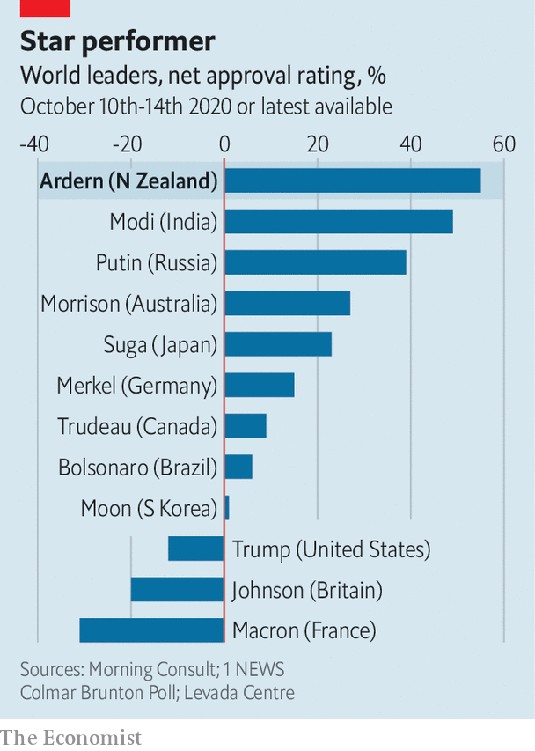 Star performer
World leaders, net approval rating, %
October 10th-14th 2020 or latest available
-40 -20 0 20 40 60
Ardern (N Zealand)
Modi (India)
Putin (Russia)
Morrison (Australia)
Suga (Japan)
Merkel (Germany)
Trudeau (Canada)
Bolsonaro (Brazil)
Moon (S Korea)
Trump (United States)
Johnson (Britain)
Macron (France)
Sources: Morning Consult; 1 NEWS
Colmar Brunton Poll; Levada Centre
The Economist